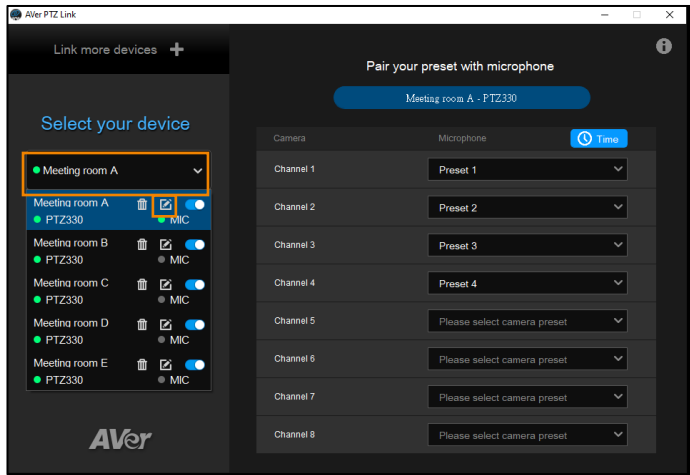 AVer PTZ Link
Link more devices
Pair your preset with microphone
Meeting room A - PTZ330
Select your device
Camera Microphone Time
Meeting room A
Channel 1 Preset 1
Meeting room A
PTZ330 MIC
Channel 2 Preset 2
Meeting room B
PTZ330 MIC
Channel 3 Preset 3
Meeting room C
PTZ330 MIC
Channel 4 Preset 4
Meeting room D
PTZ330 MIC
Channel 5 Please select camera preset
Meeting room E
PTZ330 MIC
Channel 6 Please select camera preset
Channel 7 Please select camera preset
Channel 8 Please select camera preset
AVer